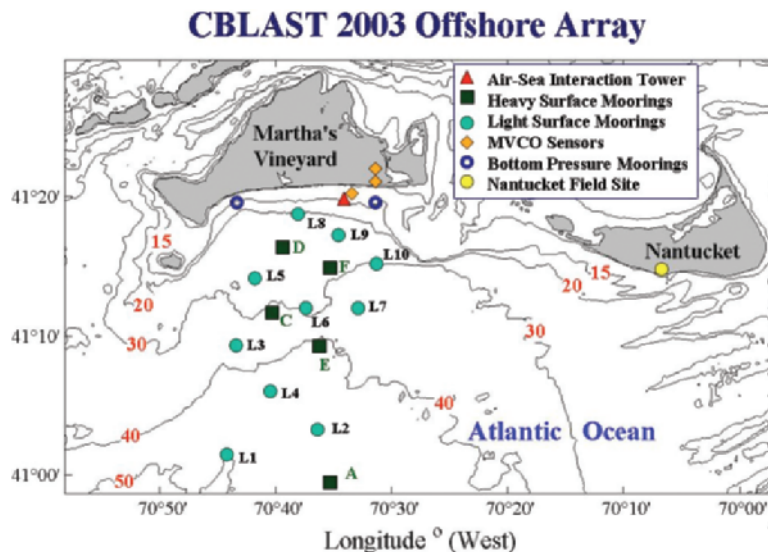 CBLAST 2003 Offshore Array
Air-Sea Interaction Tower
Heavy Surface Moorings
Light Surface Moorings
MVCO Sensors
Bottom Pressure Moorings
Nantucket Field Site
Martha's
Vineyard
41°20'
L8
L9
15
D
F
L10
Nantucket
15
20
L5
20
30
C
L6
L7
30
41°10'
L3
E
L4
40
40
L2
Atlantic Ocean
L1
A
41°00'
50
70°50'
70°40'
70°30'
70°20'
70°10'
70°00'
Longitude ° (West)